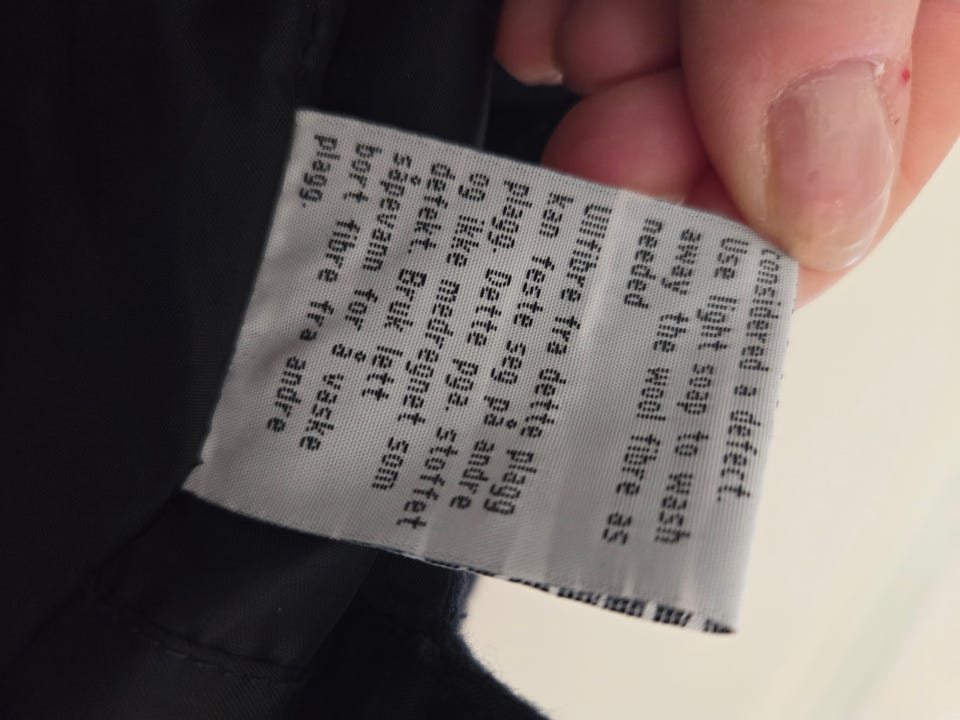 considered a defect.
Use light soap to wash
away the wool fibre as
needed
Ullfibre fra dette plagg
kan feste seg på andre
plagg. Dette pga. stoffet
og ikke medregnet som
defekt. Bruk lett
såpevann for å vaske
bort fibre fra andre
plagg.